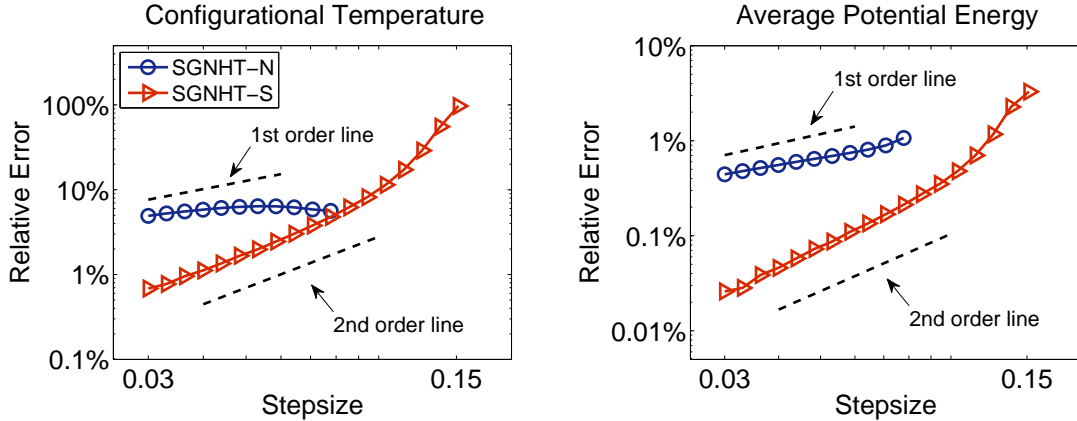 Configurational Temperature
SGNHT-N
SGNHT-S
1st order line
2nd order line
100%
10%
1%
0.1%
Relative Error
0.03
0.15
Stepsize
Average Potential Energy
1st order line
2nd order line
10%
1%
0.1%
0.01%
Relative Error
0.03
0.15
Stepsize